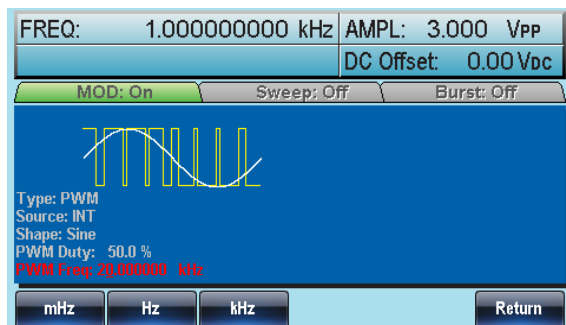 FREQ: 1.000000000 kHz AMPL: 3.000 VPP
DC Offset: 0.00 VDC
MOD: On Sweep: Off Burst: Off
Type: PWM
Source: INT
Shape: Sine
PWM Duty: 50.0 %
PWM Freq: 20.000000 kHz
mHz Hz kHz Return